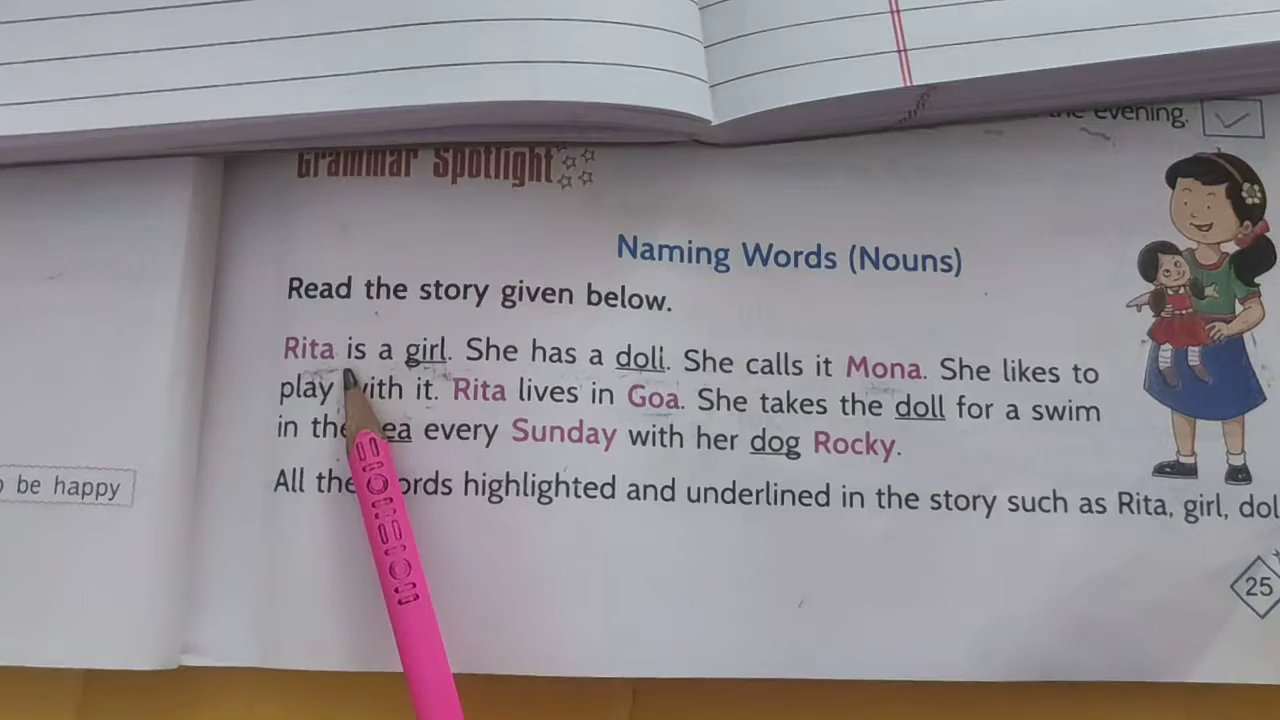 evening.
Grammar Spotlight
Naming Words (Nouns)
Read the story given below.
Rita is a girl. She has a doll. She calls it Mona. She likes to
play with it. Rita lives in Goa. She takes the doll for a swim
in the sea every Sunday with her dog Rocky.
be happy
All the words highlighted and underlined in the story such as Rita, girl,
25